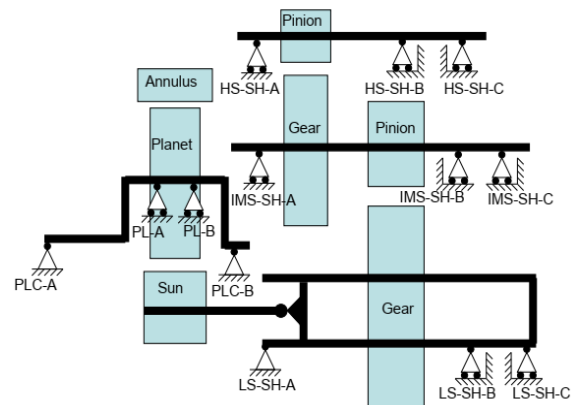 Pinion
HS-SH-A
HS-SH-B
HS-SH-C
Annulus
Gear
Pinion
Planet
IMS-SH-A
IMS-SH-B
IMS-SH-C
PL-A
PL-B
PLC-A
PLC-B
Sun
Gear
LS-SH-A
LS-SH-B
LS-SH-C